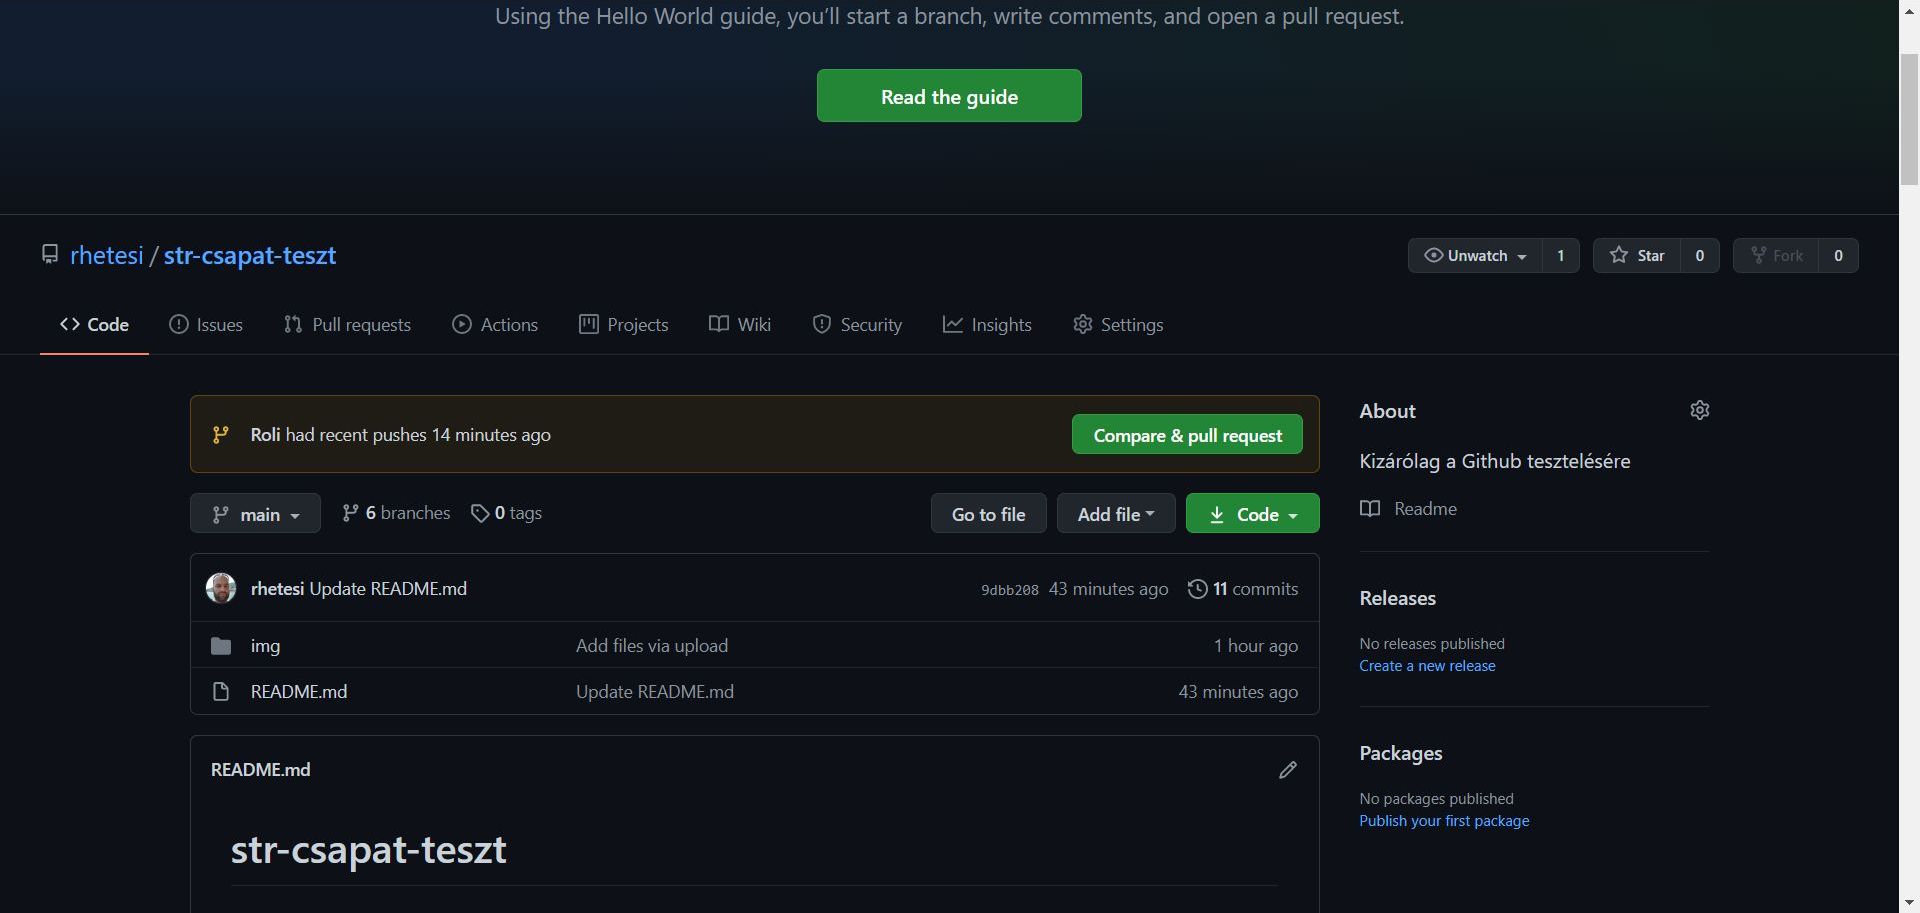 Using the Hello World guide, you’ll start a branch, write comments, and open a pull request.
Read the guide
rhetesi / str-csapat-teszt
Unwatch 1 Star 0 Fork 0
Code Issues Pull requests Actions Projects Wiki Security Insights Settings
Roli had recent pushes 14 minutes ago
Compare & pull request
main 6 branches 0 tags
Go to file Add file Code
rhetesi Update README.md 9dbb208 43 minutes ago 11 commits
img Add files via upload 1 hour ago
README.md Update README.md 43 minutes ago
README.md
str-csapat-teszt
About
Kizárólag a Github tesztelésére
Readme
Releases
No releases published
Create a new release
Packages
No packages published
Publish your first package